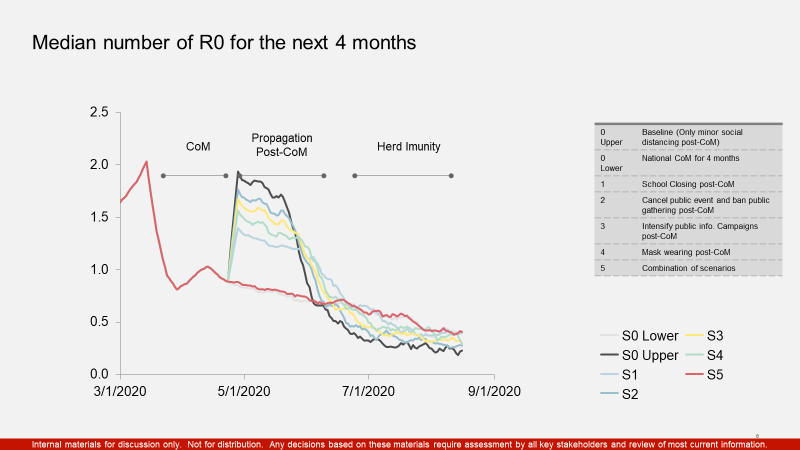 Median number of R0 for the next 4 months
2.5
2.0
1.5
1.0
0.5
0.0
3/1/2020
5/1/2020
7/1/2020
9/1/2020
CoM
Propagation
Post-CoM
Herd Imunity
0
Upper
Baseline (Only minor social
distancing post-CoM)
0
Lower
National CoM for 4 months
1
School Closing post-CoM
2
Cancel public event and ban public
gathering post-CoM
3
Intensify public info. Campaigns
post-CoM
4
Mask wearing post-CoM
5
Combination of scenarios
S0 Lower
S3
S0 Upper
S4
S1
S5
S2
Internal materials for discussion only. Not for distribution. Any decisions based on these materials require assessment by all key stakeholders and review of most current information.